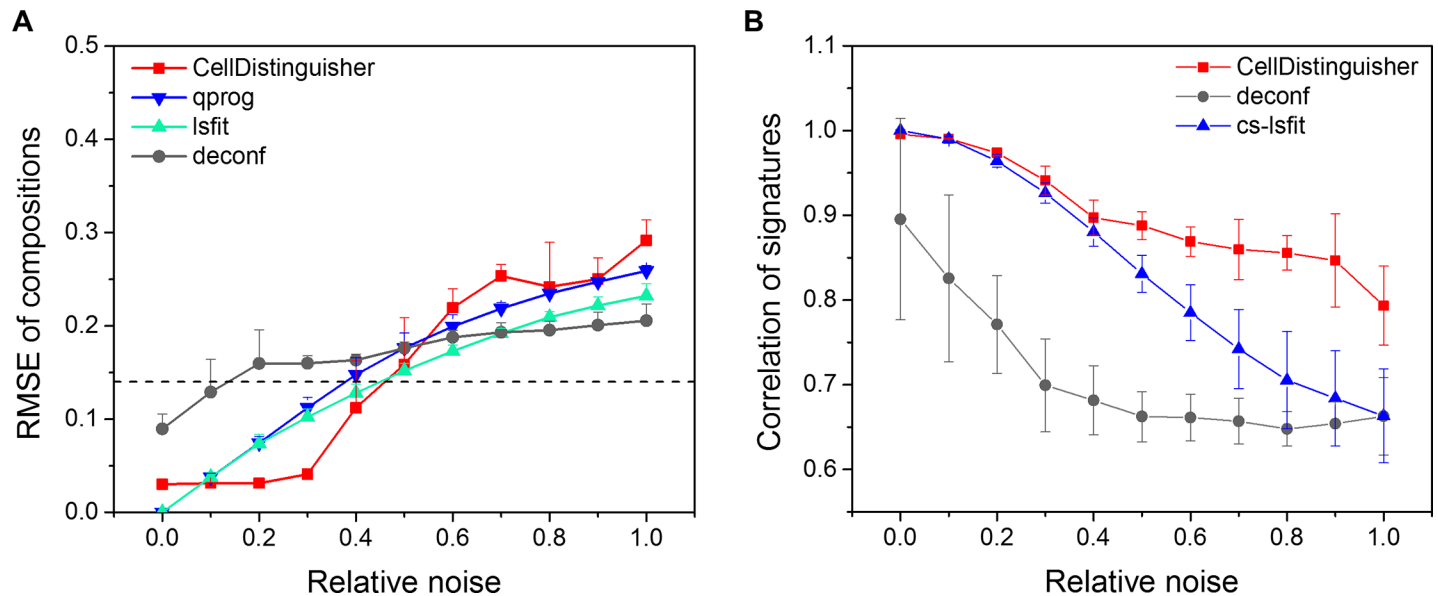 A
0.5
0.4
0.3
0.2
0.1
0.0
RMSE of compositions
CellDistinguisher
qprog
lsfit
deconf
0.0 0.2 0.4 0.6 0.8 1.0
Relative noise
B
1.1
1.0
0.9
0.8
0.7
0.6
Correlation of signatures
CellDistinguisher
deconf
cs-lsfit
0.0 0.2 0.4 0.6 0.8 1.0
Relative noise